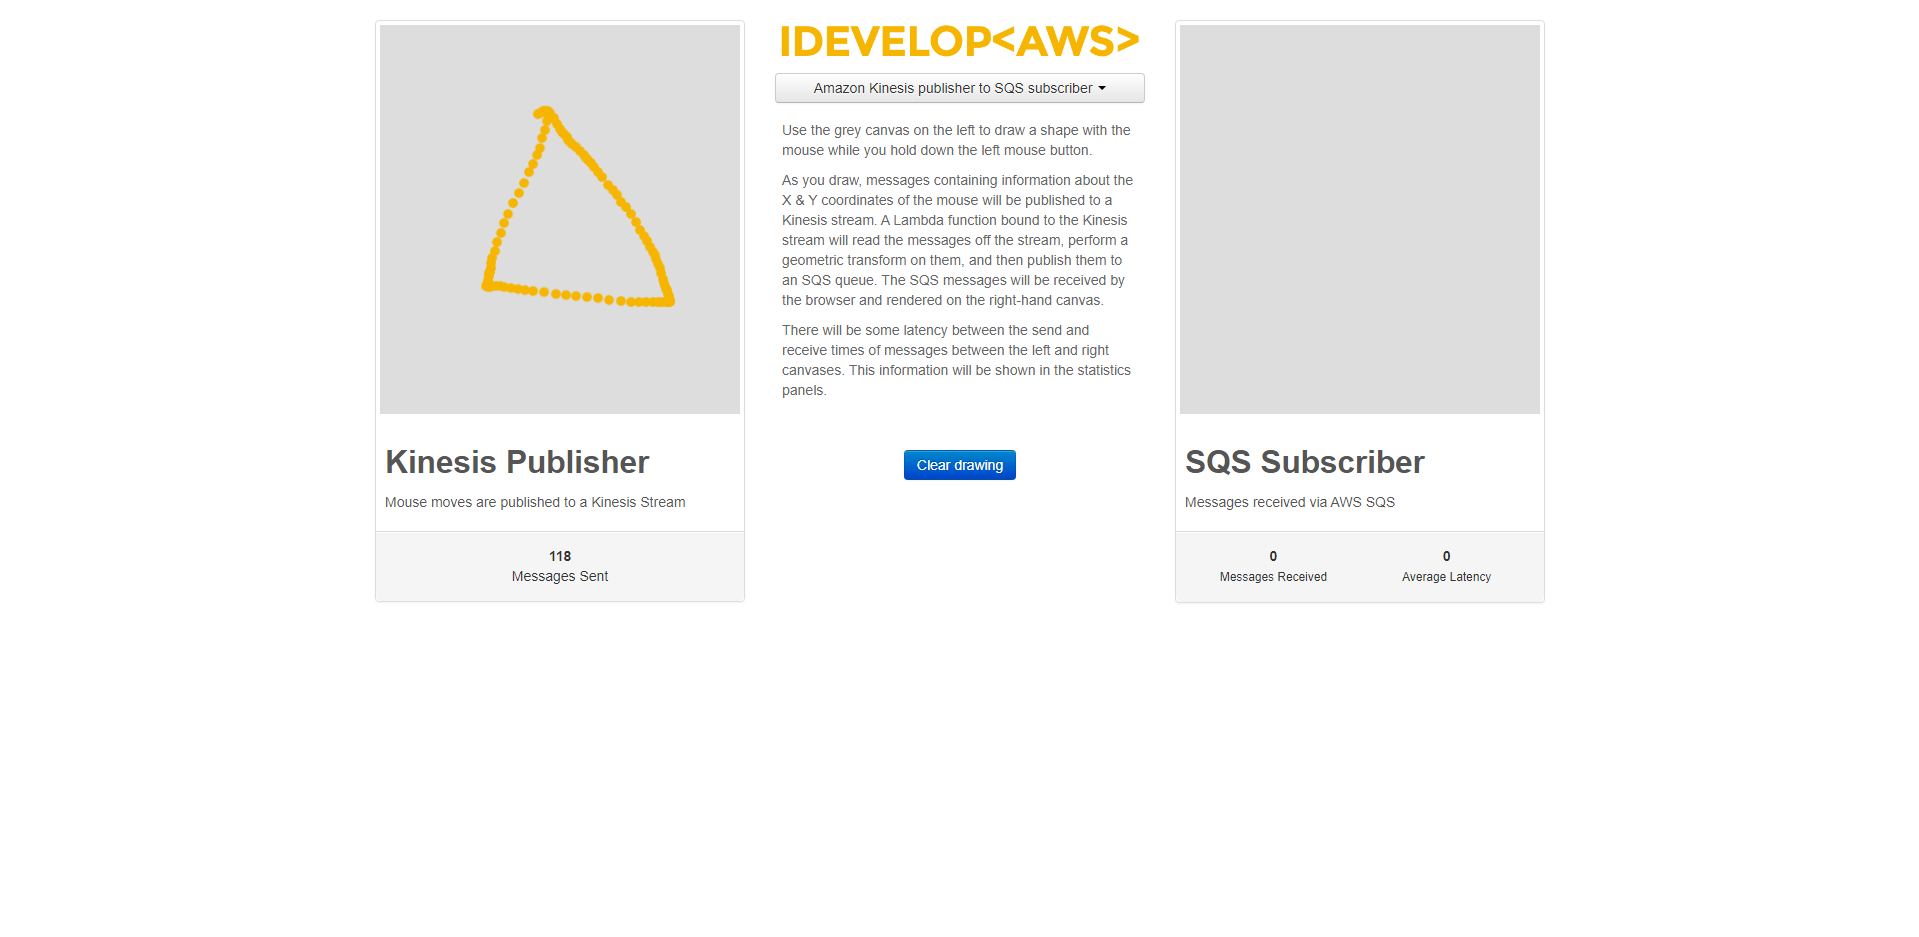 IDEVELOP<AWS>
Amazon Kinesis publisher to SQS subscriber
Use the grey canvas on the left to draw a shape with the
mouse while you hold down the left mouse button.
As you draw, messages containing information about the
X & Y coordinates of the mouse will be published to a
Kinesis stream. A Lambda function bound to the Kinesis
stream will read the messages off the stream, perform a
geometric transform on them, and then publish them to
an SQS queue. The SQS messages will be received by
the browser and rendered on the right-hand canvas.
There will be some latency between the send and
receive times of messages between the left and right
canvases. This information will be shown in the statistics
panels.
Clear drawing
Kinesis Publisher
Mouse moves are published to a Kinesis Stream
118
Messages Sent
SQS Subscriber
Messages received via AWS SQS
0
Messages Received
0
Average Latency